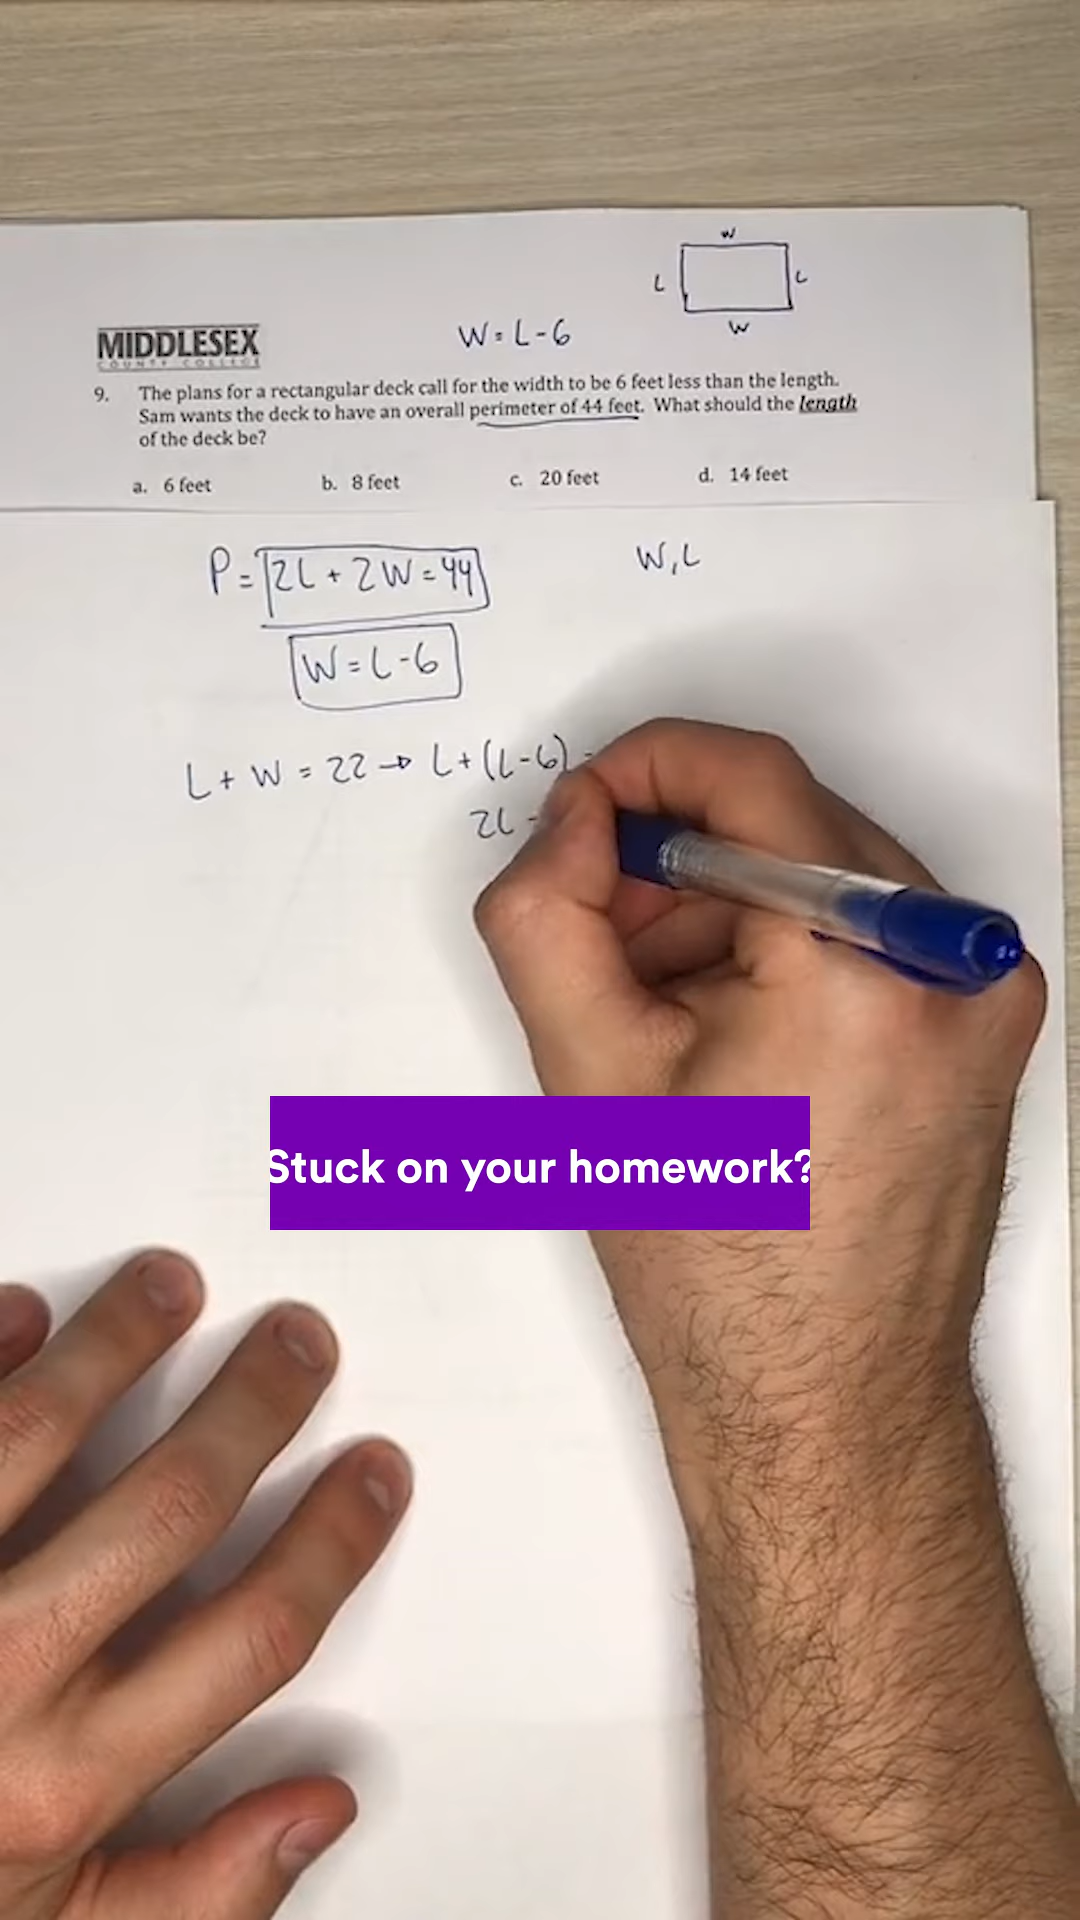 W
L
L
W
W = L - 6
MIDDLESEX
COUNTY COLLEGE
9. The plans for a rectangular deck call for the width to be 6 feet less than the length.
Sam wants the deck to have an overall perimeter of 44 feet. What should the length
of the deck be?
a. 6 feet b. 8 feet c. 20 feet d. 14 feet
P = 2L + 2W = 44
W, L
W = L - 6
L + W = 22 → L + (L - 6) =
2L -
Stuck on your homework?